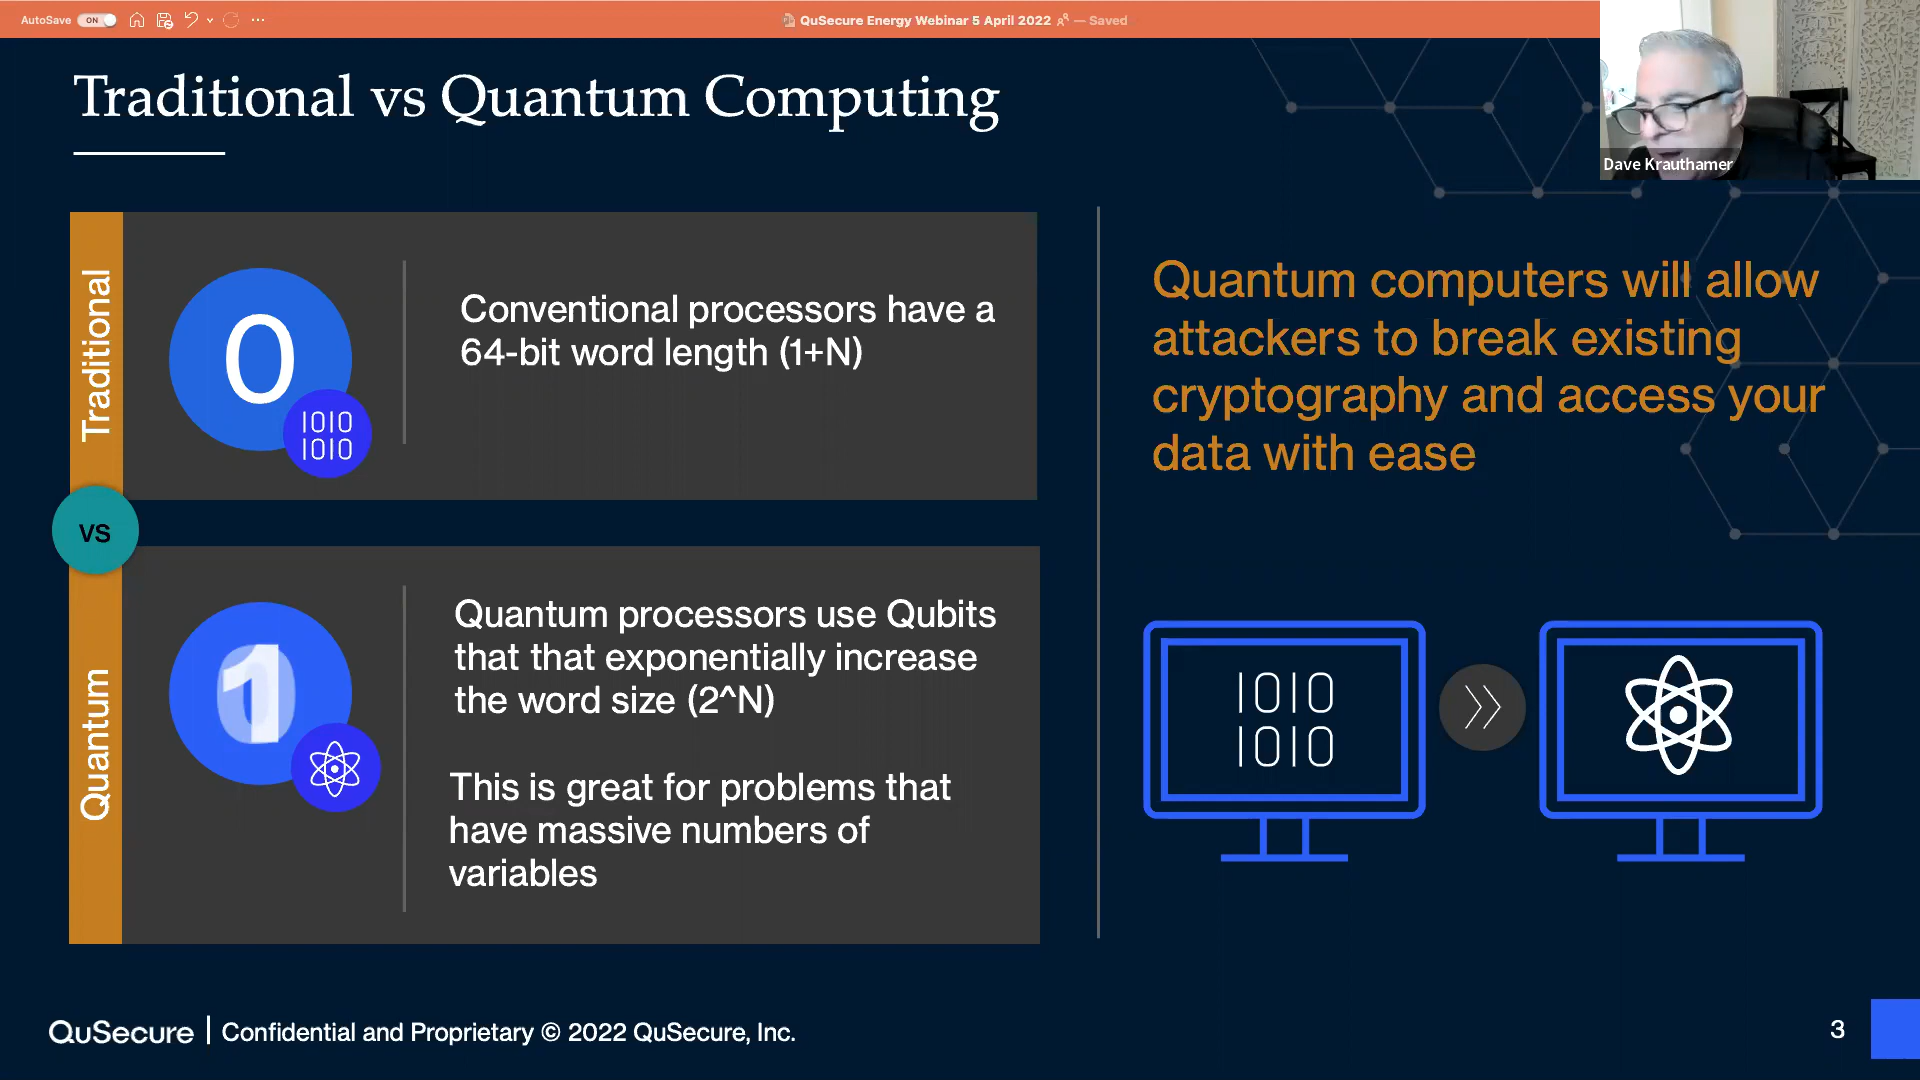 AutoSave ON
QuSecure Energy Webinar 5 April 2022 — Saved
Traditional vs Quantum Computing
Dave Krauthamer
Traditional
0
1010
1010
Conventional processors have a
64-bit word length (1+N)
vs
Quantum
0
1
Quantum processors use Qubits
that that exponentially increase
the word size (2^N)
This is great for problems that
have massive numbers of
variables
Quantum computers will allow
attackers to break existing
cryptography and access your
data with ease
1010
1010
QuSecure | Confidential and Proprietary © 2022 QuSecure, Inc.
3